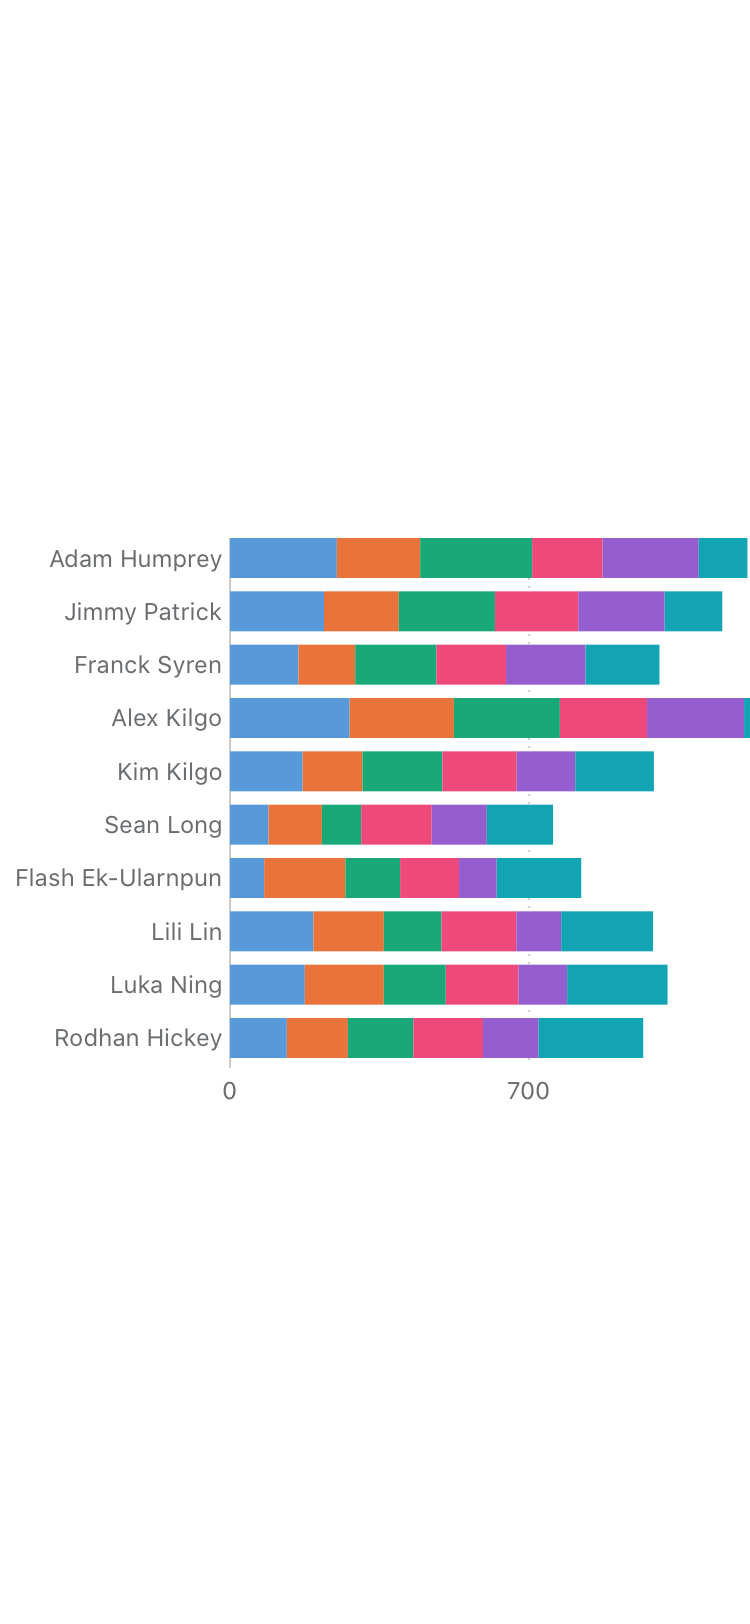 Adam Humprey
Jimmy Patrick
Franck Syren
Alex Kilgo
Kim Kilgo
Sean Long
Flash Ek-Ularnpun
Lili Lin
Luka Ning
Rodhan Hickey
0 700